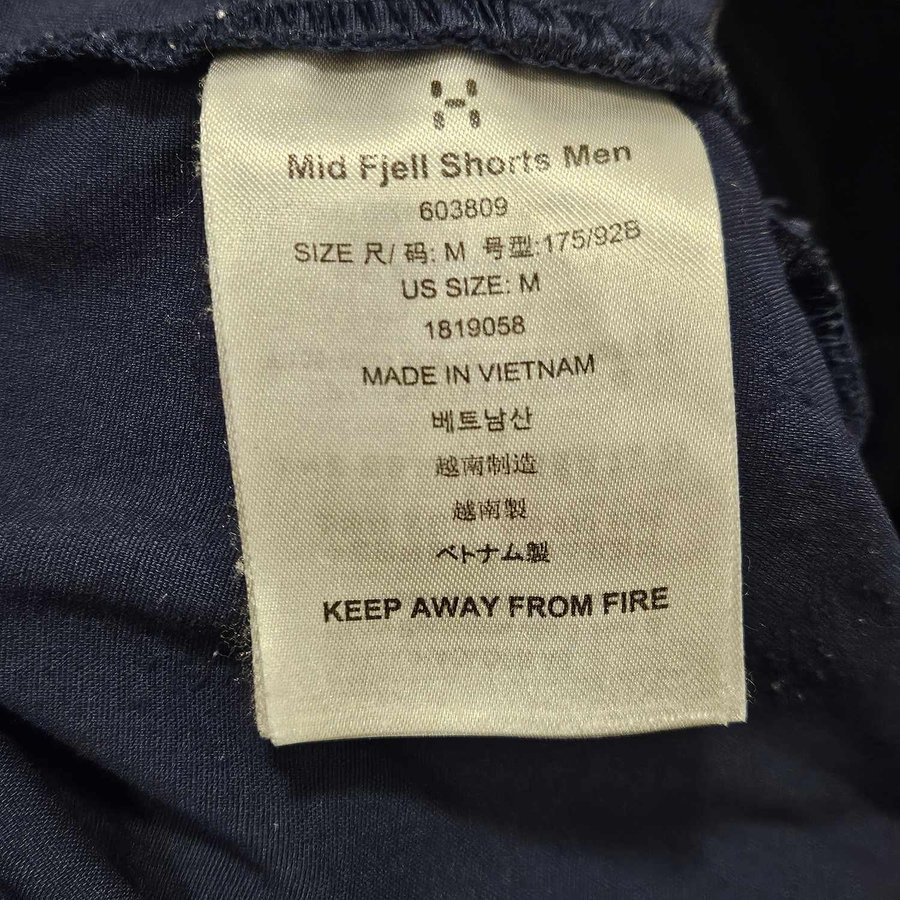 Mid Fjell Shorts Men
603809
SIZE 尺/ 码: M 号型:175/92B
US SIZE: M
1819058
MADE IN VIETNAM
베트남산
越南制造
越南製
ベトナム製
KEEP AWAY FROM FIRE